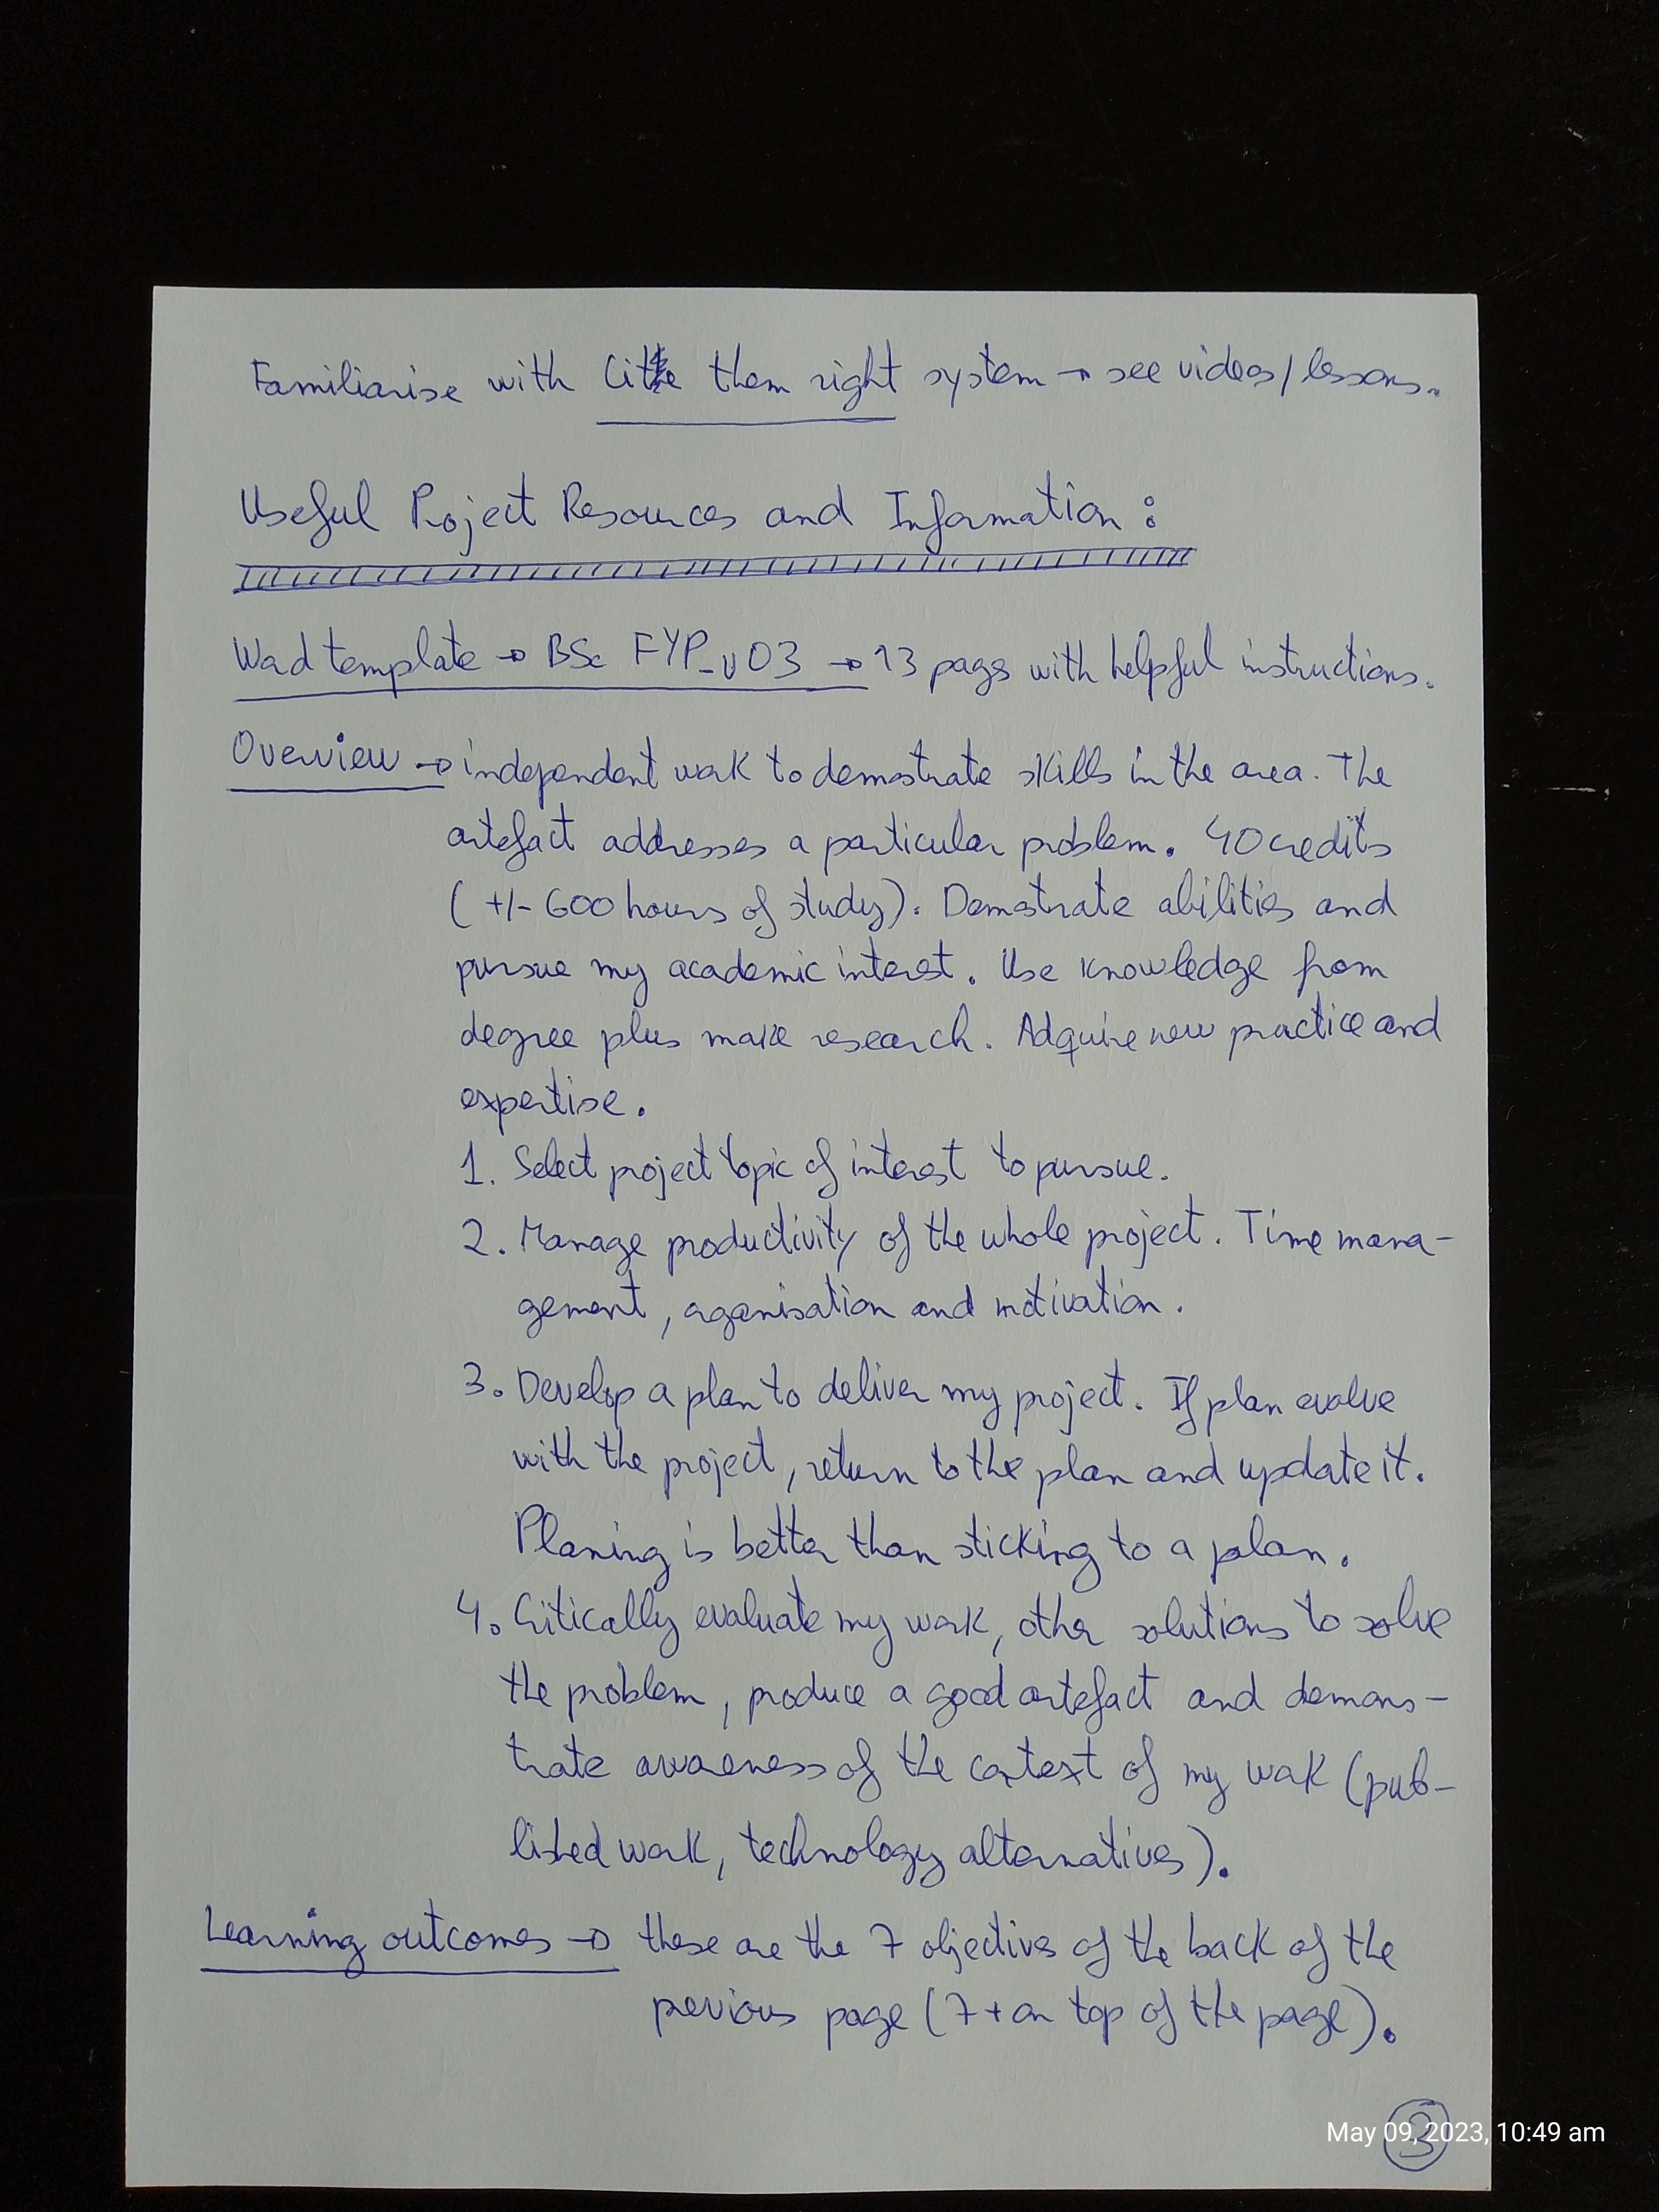 Familiarise with Cite them right system → see videos/lessons.
Useful Project Resources and Information:
Word template → BSc FYP_v03 → 13 pages with helpful instructions.
Overview → independent work to demostrate skills in the area. The
artefact addresses a particular problem. 40 credits
(+/- 600 hours of study). Demostrate abilities and
pursue my academic interest. Use knowledge from
degree plus make research. Adquire new practice and
expertise.
1. Select project topic of interest to pursue.
2. Manage productivity of the whole project. Time mana-
gement, organisation and motivation.
3. Develop a plan to deliver my project. If plan evolve
with the project, return to the plan and update it.
Planing is better than sticking to a plan.
4. Critically evaluate my work, other solutions to solve
the problem, produce a good artefact and demons-
trate awareness of the context of my work (pub-
lished work, technology alternatives).
Learning outcomes → these are the 7 objectives of the back of the
previous page (7 + on top of the page).
3
May 09, 2023, 10:49 am